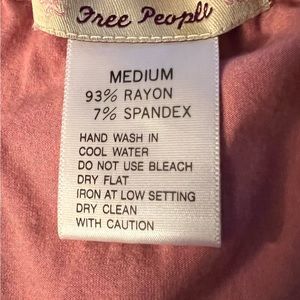 Free People
MEDIUM
93% RAYON
7% SPANDEX
HAND WASH IN
COOL WATER
DO NOT USE BLEACH
DRY FLAT
IRON AT LOW SETTING
DRY CLEAN
WITH CAUTION